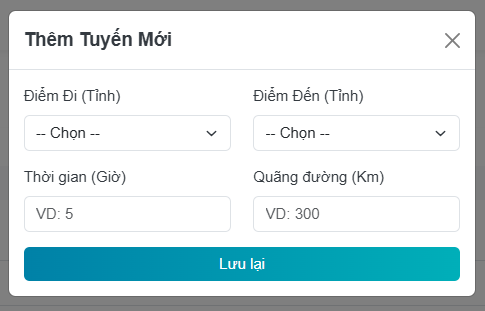 Thêm Tuyến Mới
Điểm Đi (Tỉnh)
Điểm Đến (Tỉnh)
-- Chọn --
-- Chọn --
Thời gian (Giờ)
Quãng đường (Km)
VD: 5
VD: 300
Lưu lại